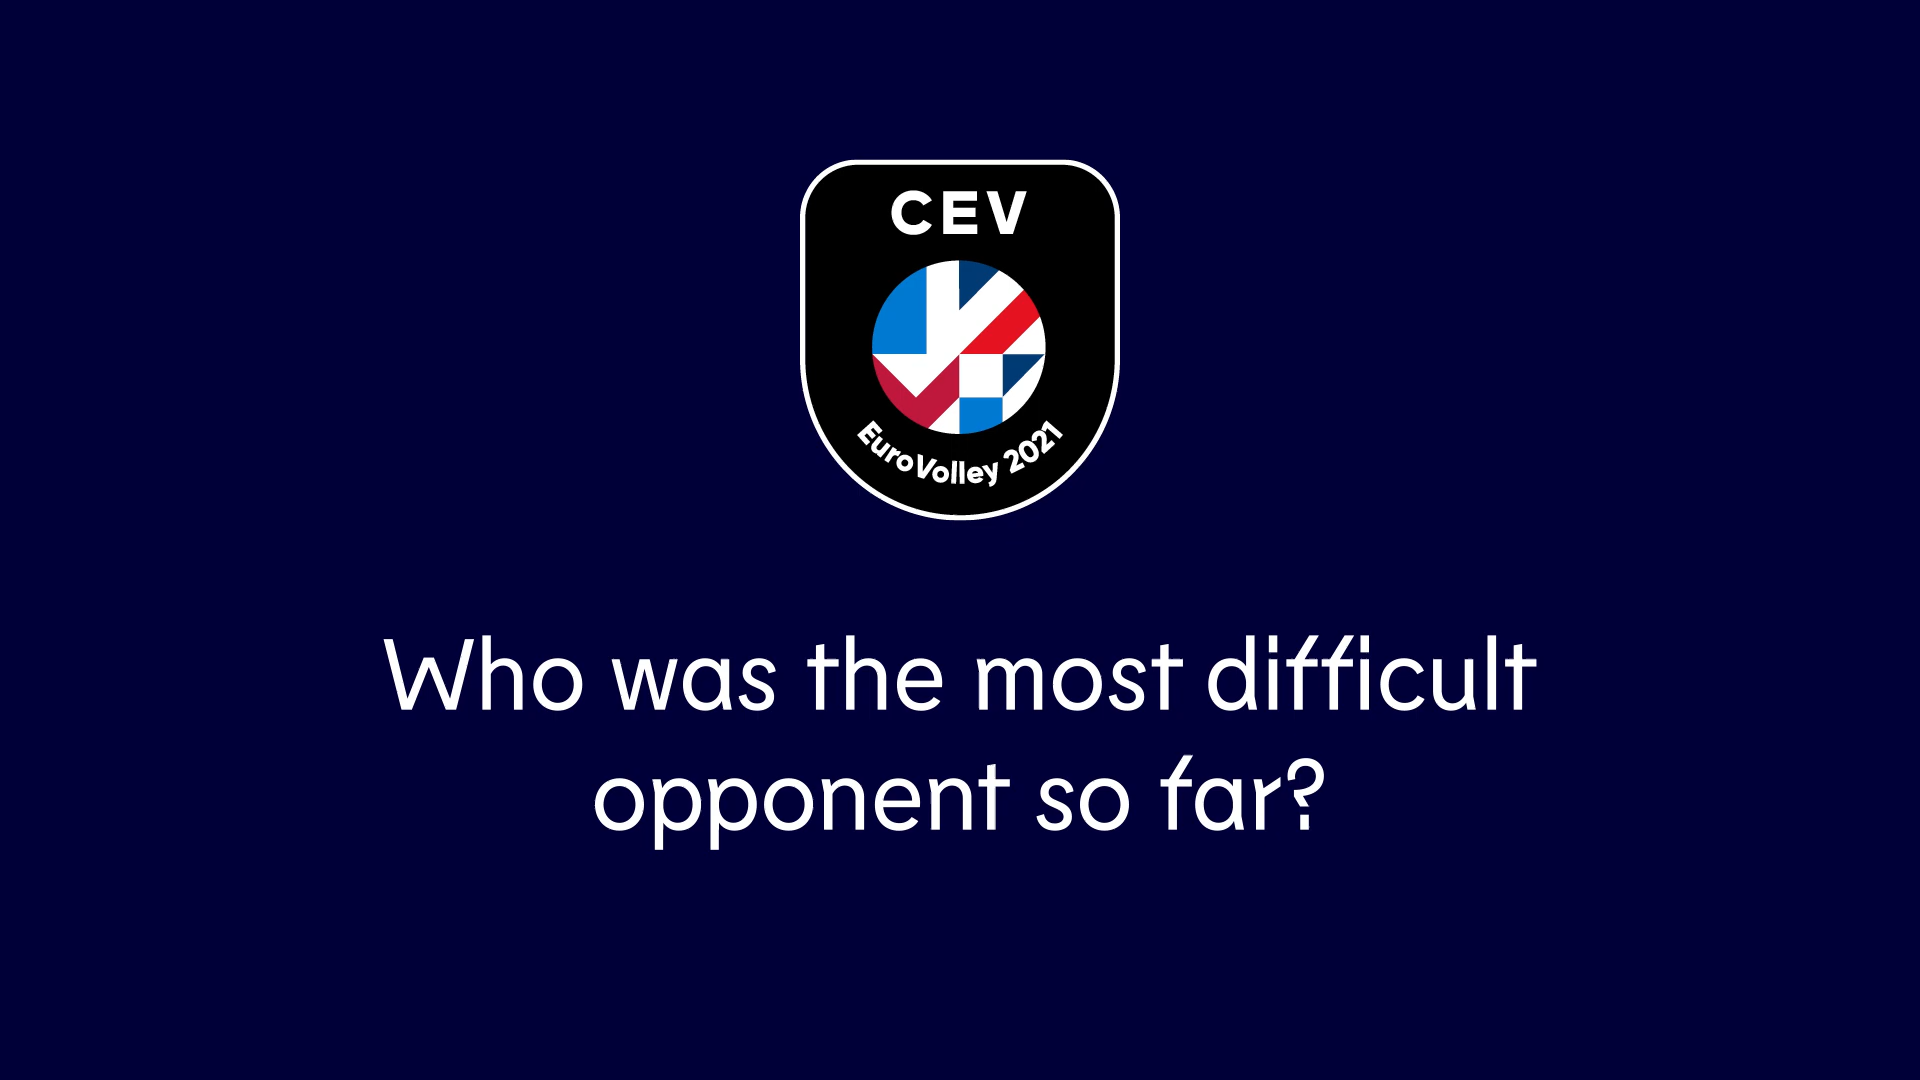 CEV
EuroVolley 2021
Who was the most difficult
opponent so far?